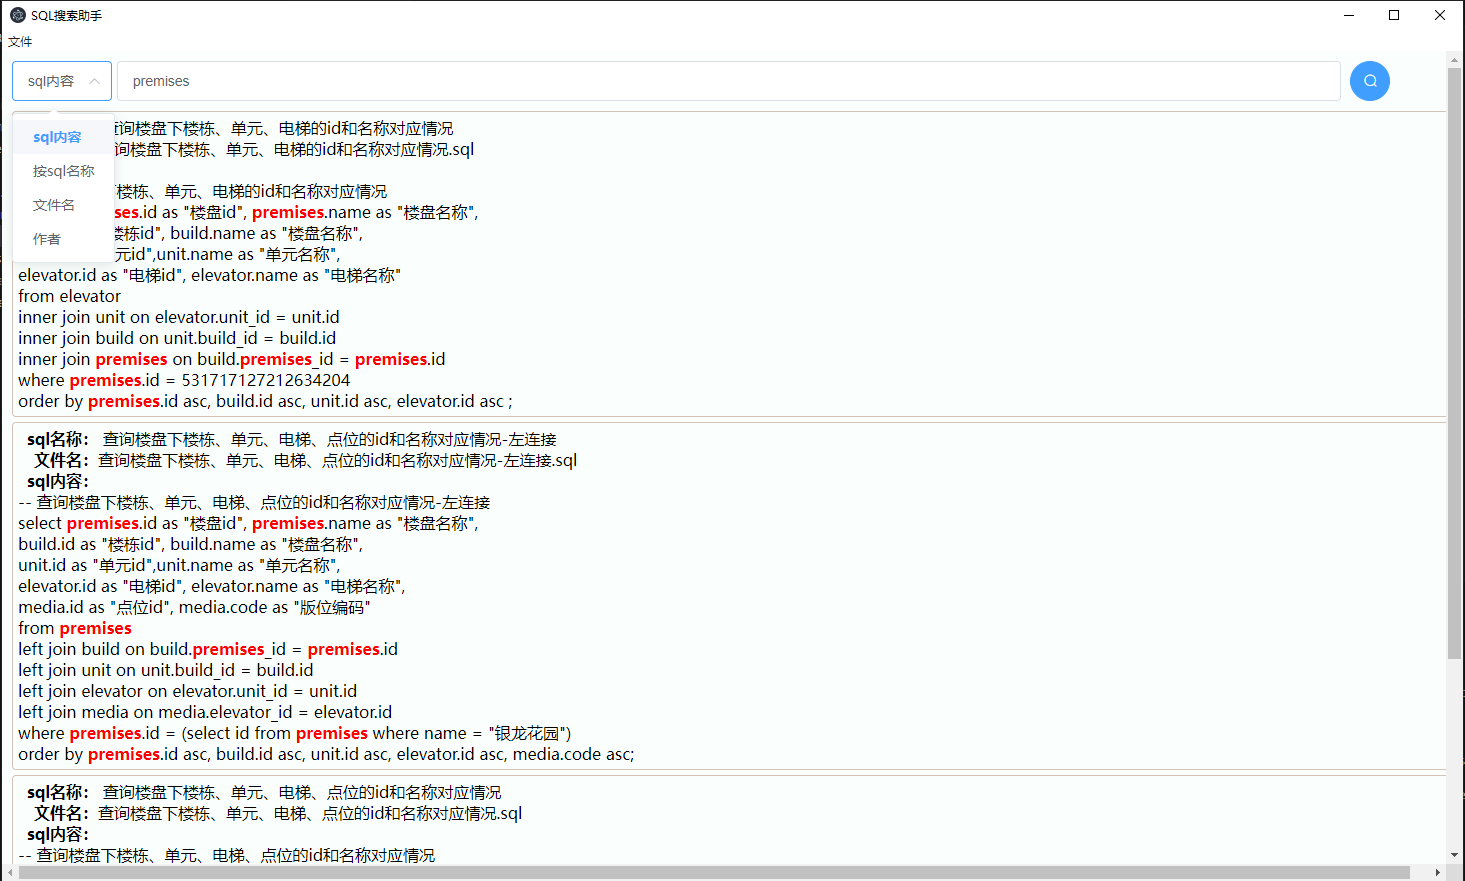 SQL搜索助手
文件
sql内容
premises
sql内容
按sql名称
文件名
作者
查询楼盘下楼栋、单元、电梯的id和名称对应情况
询楼盘下楼栋、单元、电梯的id和名称对应情况.sql
楼栋、单元、电梯的id和名称对应情况
ses.id as "楼盘id", premises.name as "楼盘名称",
楼栋id", build.name as "楼盘名称",
元id",unit.name as "单元名称",
elevator.id as "电梯id", elevator.name as "电梯名称"
from elevator
inner join unit on elevator.unit_id = unit.id
inner join build on unit.build_id = build.id
inner join premises on build.premises_id = premises.id
where premises.id = 531717127212634204
order by premises.id asc, build.id asc, unit.id asc, elevator.id asc ;
sql名称： 查询楼盘下楼栋、单元、电梯、点位的id和名称对应情况-左连接
文件名：查询楼盘下楼栋、单元、电梯、点位的id和名称对应情况-左连接.sql
sql内容：
-- 查询楼盘下楼栋、单元、电梯、点位的id和名称对应情况-左连接
select premises.id as "楼盘id", premises.name as "楼盘名称",
build.id as "楼栋id", build.name as "楼盘名称",
unit.id as "单元id",unit.name as "单元名称",
elevator.id as "电梯id", elevator.name as "电梯名称",
media.id as "点位id", media.code as "版位编码"
from premises
left join build on build.premises_id = premises.id
left join unit on unit.build_id = build.id
left join elevator on elevator.unit_id = unit.id
left join media on media.elevator_id = elevator.id
where premises.id = (select id from premises where name = "银龙花园")
order by premises.id asc, build.id asc, unit.id asc, elevator.id asc, media.code asc;
sql名称： 查询楼盘下楼栋、单元、电梯、点位的id和名称对应情况
文件名：查询楼盘下楼栋、单元、电梯、点位的id和名称对应情况.sql
sql内容：
-- 查询楼盘下楼栋、单元、电梯、点位的id和名称对应情况